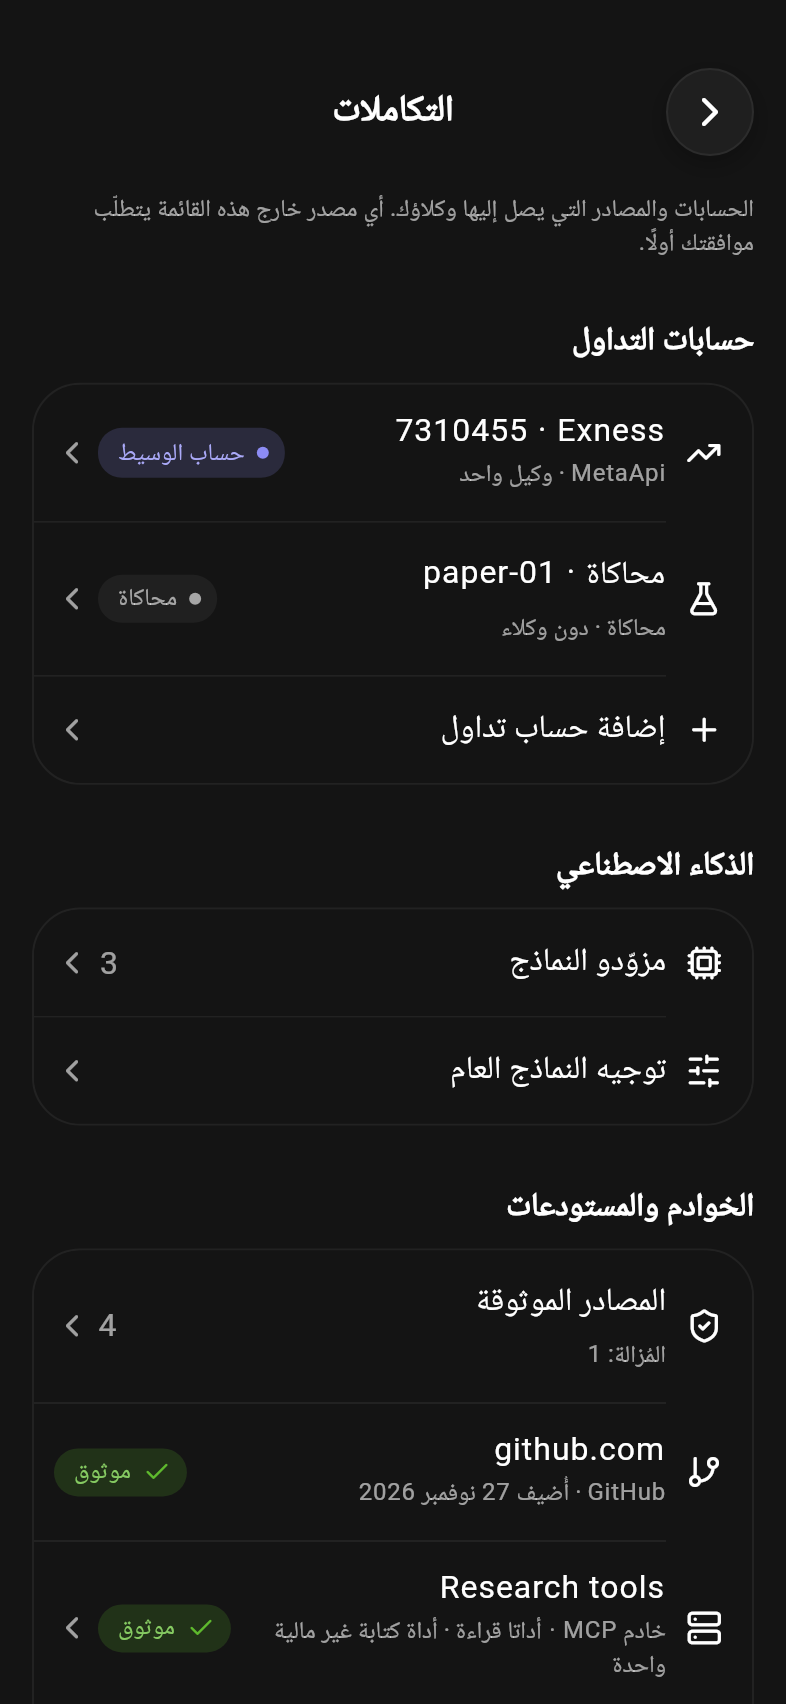 التكاملات
الحسابات والمصادر التي يصل إليها وكلاؤك. أي مصدر خارج هذه القائمة يتطلّب
موافقتك أولًا.
حسابات التداول
7310455 · Exness
حساب الوسيط
MetaApi · وكيل واحد
محاكاة · paper-01
محاكاة
محاكاة · دون وكلاء
إضافة حساب تداول
الذكاء الاصطناعي
مزوّدو النماذج
3
توجيه النماذج العام
الخوادم والمستودعات
المصادر الموثوقة
4
المُزالة: 1
github.com
موثوق
GitHub · أُضيف 27 نوفمبر 2026
Research tools
موثوق
خادم MCP · أداتا قراءة · أداة كتابة غير مالية
واحدة